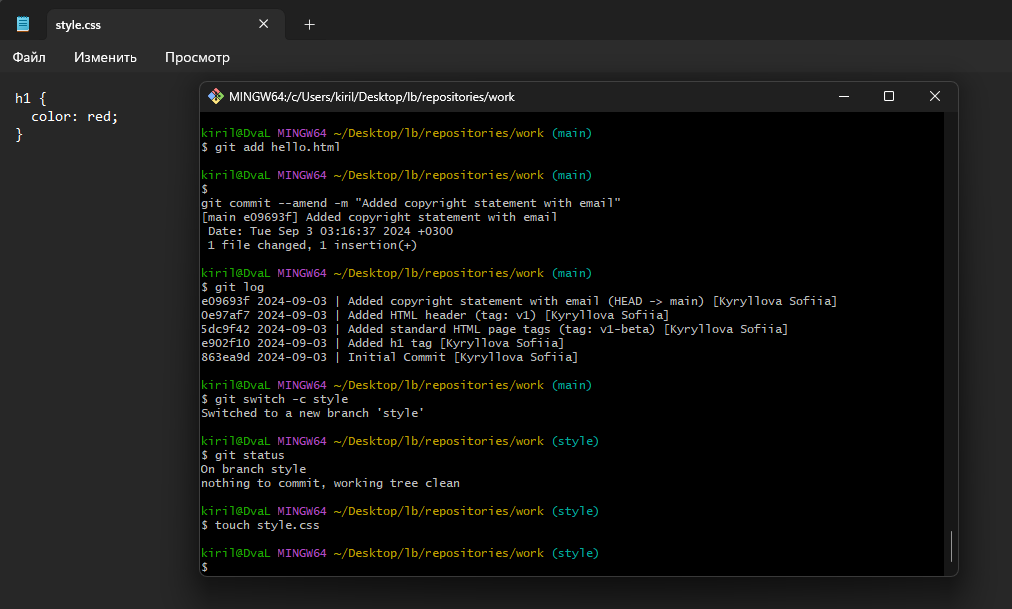 style.css
Файл Изменить Просмотр
h1 {
  color: red;
}
MINGW64:/c/Users/kiril/Desktop/lb/repositories/work
kiril@DvaL MINGW64 ~/Desktop/lb/repositories/work (main)
$ git add hello.html
kiril@DvaL MINGW64 ~/Desktop/lb/repositories/work (main)
$
git commit --amend -m "Added copyright statement with email"
[main e09693f] Added copyright statement with email
 Date: Tue Sep 3 03:16:37 2024 +0300
 1 file changed, 1 insertion(+)
kiril@DvaL MINGW64 ~/Desktop/lb/repositories/work (main)
$ git log
e09693f 2024-09-03 | Added copyright statement with email (HEAD -> main) [Kyryllova Sofiia]
0e97af7 2024-09-03 | Added HTML header (tag: v1) [Kyryllova Sofiia]
5dc9f42 2024-09-03 | Added standard HTML page tags (tag: v1-beta) [Kyryllova Sofiia]
e902f10 2024-09-03 | Added h1 tag [Kyryllova Sofiia]
863ea9d 2024-09-03 | Initial Commit [Kyryllova Sofiia]
kiril@DvaL MINGW64 ~/Desktop/lb/repositories/work (main)
$ git switch -c style
Switched to a new branch 'style'
kiril@DvaL MINGW64 ~/Desktop/lb/repositories/work (style)
$ git status
On branch style
nothing to commit, working tree clean
kiril@DvaL MINGW64 ~/Desktop/lb/repositories/work (style)
$ touch style.css
kiril@DvaL MINGW64 ~/Desktop/lb/repositories/work (style)
$